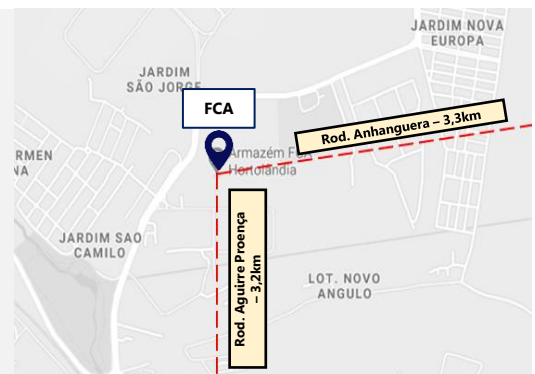 JARDIM NOVA
EUROPA
JARDIM
SÃO JORGE
FCA
Rod. Anhanguera – 3,3km
Armazém FCA
Hortolândia
RMEN
NA
JARDIM SAO
CAMILO
Rod. Aguirre Proença
– 3,2km
LOT. NOVO
ANGULO